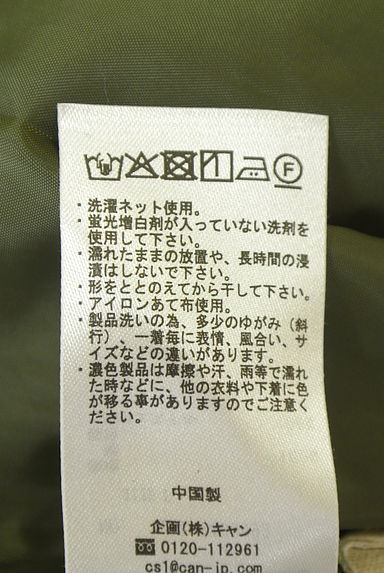 ・洗濯ネット使用。
・蛍光増白剤が入っていない洗剤を
使用して下さい。
・濡れたままの放置や、長時間の浸
漬はしないで下さい。
・形をととのえてから干して下さい。
・アイロンあて布使用。
・製品洗いの為、多少のゆがみ（斜
行）、一着毎に表情、風合い、サ
イズなどの違いがあります。
・濃色製品は摩擦や汗、雨等で濡れ
た時などに、他の衣料や下着に色
が移る事がありますのでご注意く
ださい。
中国製
企画(株)キャン
0120-112961
cs1@can-jp.com